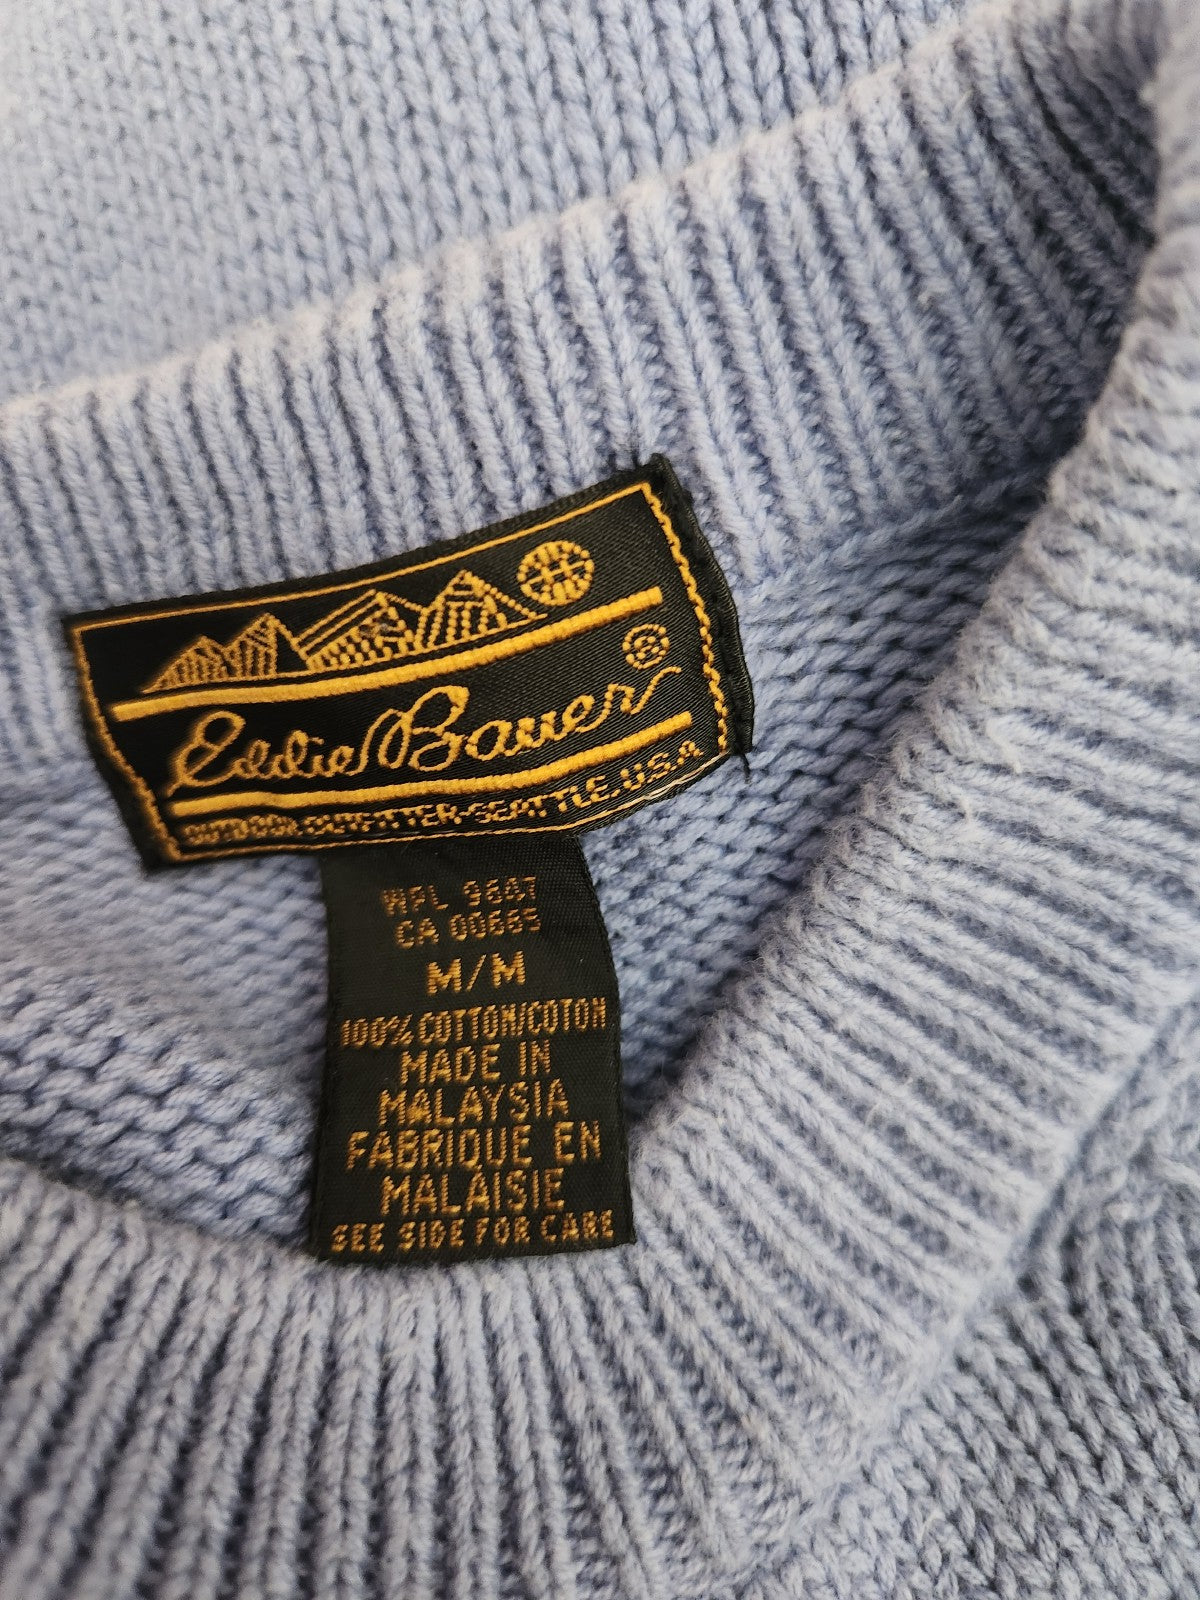 Eddie Bauer ®
OUTDOOR OUTFITTER-SEATTLE, U.S.A
WPL 9647
CA 00685
M/M
100% COTTON/COTON
MADE IN
MALAYSIA
FABRIQUE EN
MALAISIE
SEE SIDE FOR CARE